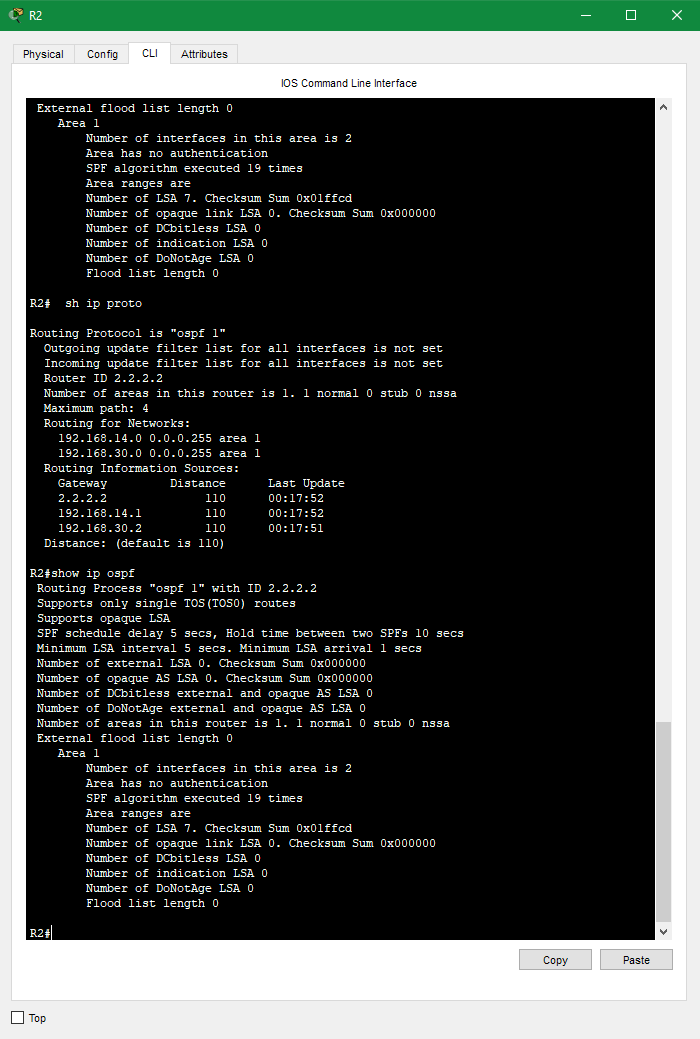 R2
Physical Config CLI Attributes
IOS Command Line Interface
External flood list length 0
Area 1
Number of interfaces in this area is 2
Area has no authentication
SPF algorithm executed 19 times
Area ranges are
Number of LSA 7. Checksum Sum 0x01ffcd
Number of opaque link LSA 0. Checksum Sum 0x000000
Number of DCbitless LSA 0
Number of indication LSA 0
Number of DoNotAge LSA 0
Flood list length 0
R2#  sh ip proto
Routing Protocol is "ospf 1"
Outgoing update filter list for all interfaces is not set
Incoming update filter list for all interfaces is not set
Router ID 2.2.2.2
Number of areas in this router is 1. 1 normal 0 stub 0 nssa
Maximum path: 4
Routing for Networks:
192.168.14.0 0.0.0.255 area 1
192.168.30.0 0.0.0.255 area 1
Routing Information Sources:
Gateway         Distance      Last Update
2.2.2.2              110      00:17:52
192.168.14.1         110      00:17:52
192.168.30.2         110      00:17:51
Distance: (default is 110)
R2#show ip ospf
Routing Process "ospf 1" with ID 2.2.2.2
Supports only single TOS(TOS0) routes
Supports opaque LSA
SPF schedule delay 5 secs, Hold time between two SPFs 10 secs
Minimum LSA interval 5 secs. Minimum LSA arrival 1 secs
Number of external LSA 0. Checksum Sum 0x000000
Number of opaque AS LSA 0. Checksum Sum 0x000000
Number of DCbitless external and opaque AS LSA 0
Number of DoNotAge external and opaque AS LSA 0
Number of areas in this router is 1. 1 normal 0 stub 0 nssa
External flood list length 0
Area 1
Number of interfaces in this area is 2
Area has no authentication
SPF algorithm executed 19 times
Area ranges are
Number of LSA 7. Checksum Sum 0x01ffcd
Number of opaque link LSA 0. Checksum Sum 0x000000
Number of DCbitless LSA 0
Number of indication LSA 0
Number of DoNotAge LSA 0
Flood list length 0
R2#
Copy Paste
Top